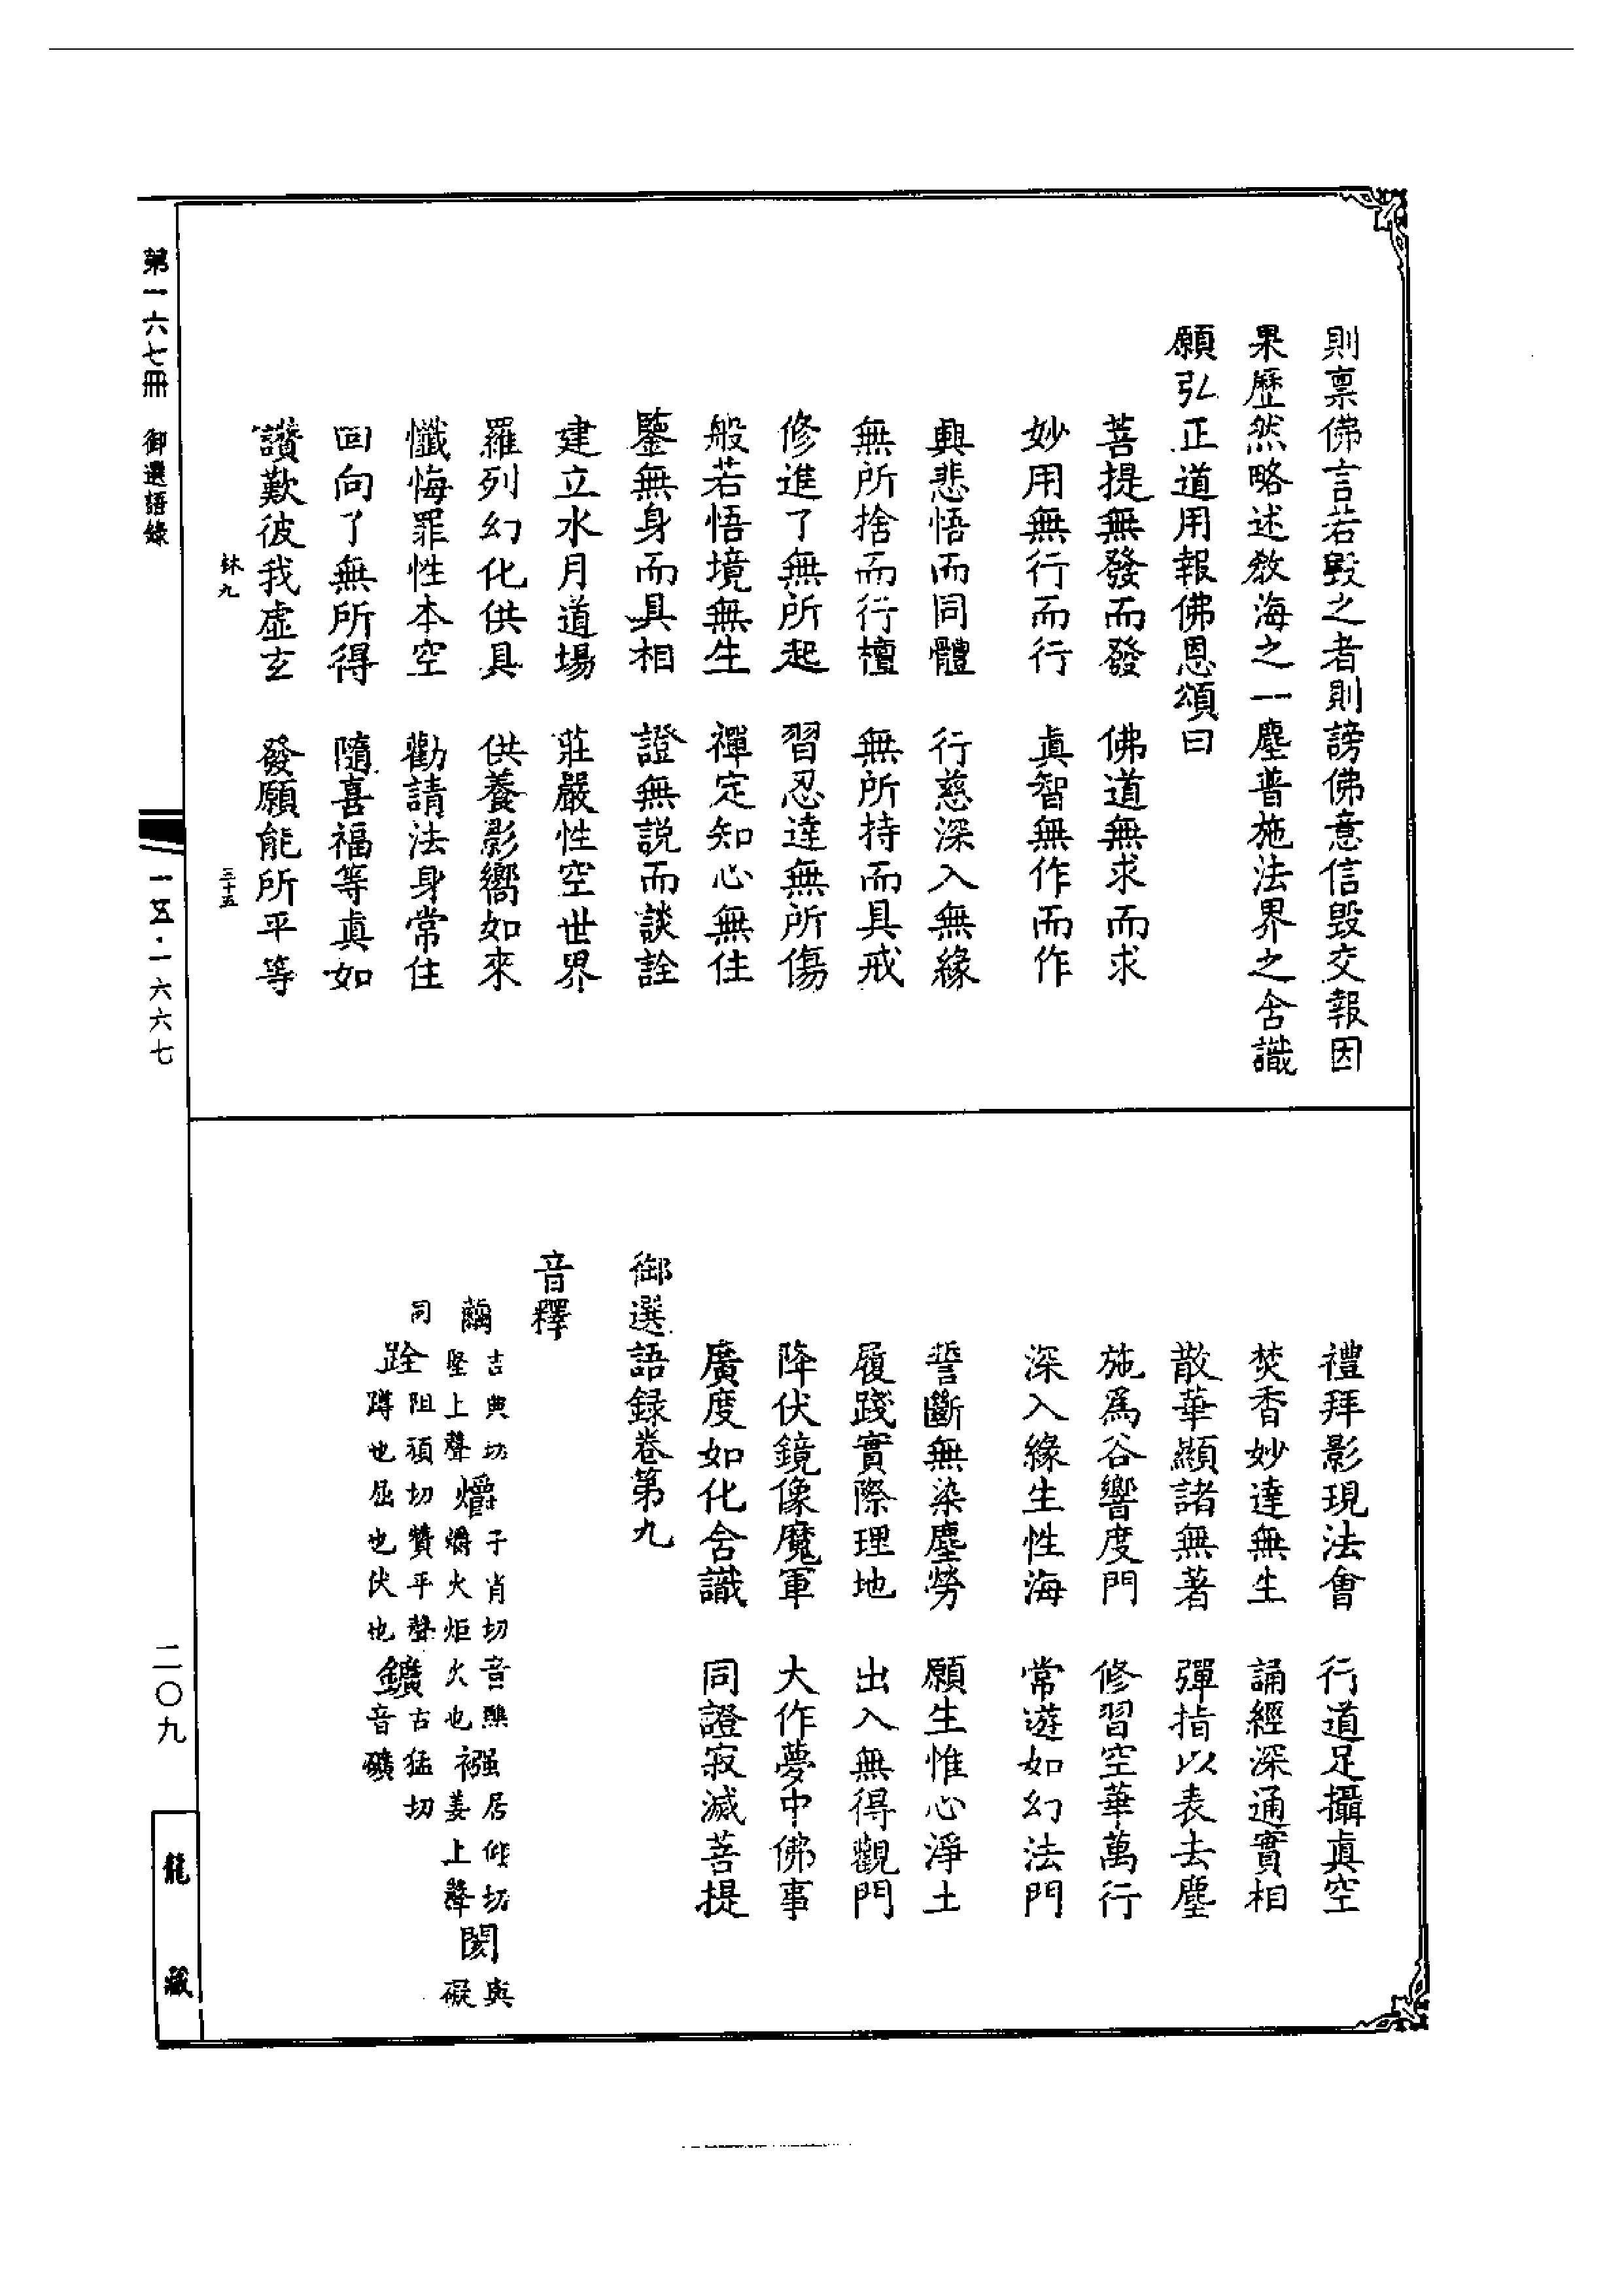 則禀佛言若毀之者則謗佛意信毀交報因
果歷然略述教海之一塵普施法界之含識
願弘正道用報佛恩頌曰
菩提無發而發　佛道無求而求
妙用無行而行　真智無作而作
興悲悟而同體　行慈深入無緣
無所捨而行檀　無所持而具戒
修進了無所起　習忍達無所傷
般若悟境無生　禪定知心無住
鑒無身而具相　證無說而談詮
建立水月道場　莊嚴性空世界
羅列幻化供具　供養影嚮如來
懺悔罪性本空　勸請法身常住
回向了無所得　隨喜福等真如
讚歎彼我虛玄　發願能所平等
禮拜影現法會　行道足攝真空
焚香妙達無生　誦經深通實相
散華顯諸無著　彈指以表去塵
施為谷響度門　修習空華萬行
深入緣生性海　常遊如幻法門
誓斷無染塵勞　願生惟心淨土
履踐實際理地　出入無得觀門
降伏鏡像魔軍　大作夢中佛事
廣度如化含識　同證寂滅菩提
御選語録卷第九
音釋
繭吉典切堅上聲爝子肖切音醮爝火炬火也襁居仰切姜上聲閡與礙
同跧阻頑切贊平聲蹲也屈也伏也鑛古猛切音礦
第一六七冊　御選語錄
九
三十五
一五·一六六七
二〇九
龍藏